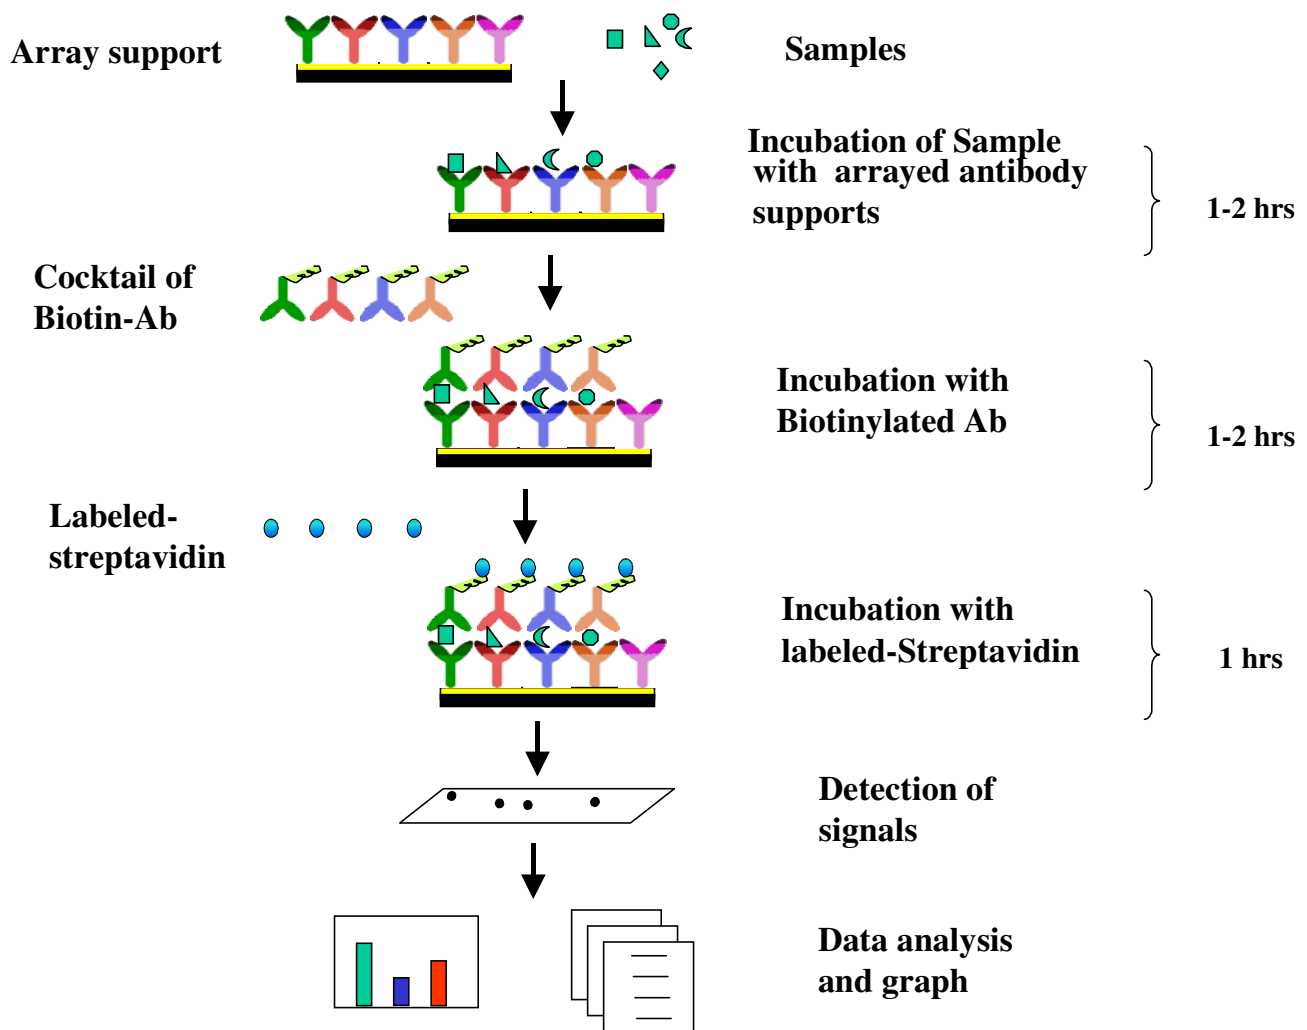 Array support
Samples
Incubation of Sample
with arrayed antibody
supports
1-2 hrs
Cocktail of
Biotin-Ab
Incubation with
Biotinylated Ab
1-2 hrs
Labeled-
streptavidin
Incubation with
labeled-Streptavidin
1 hrs
Detection of
signals
Data analysis
and graph